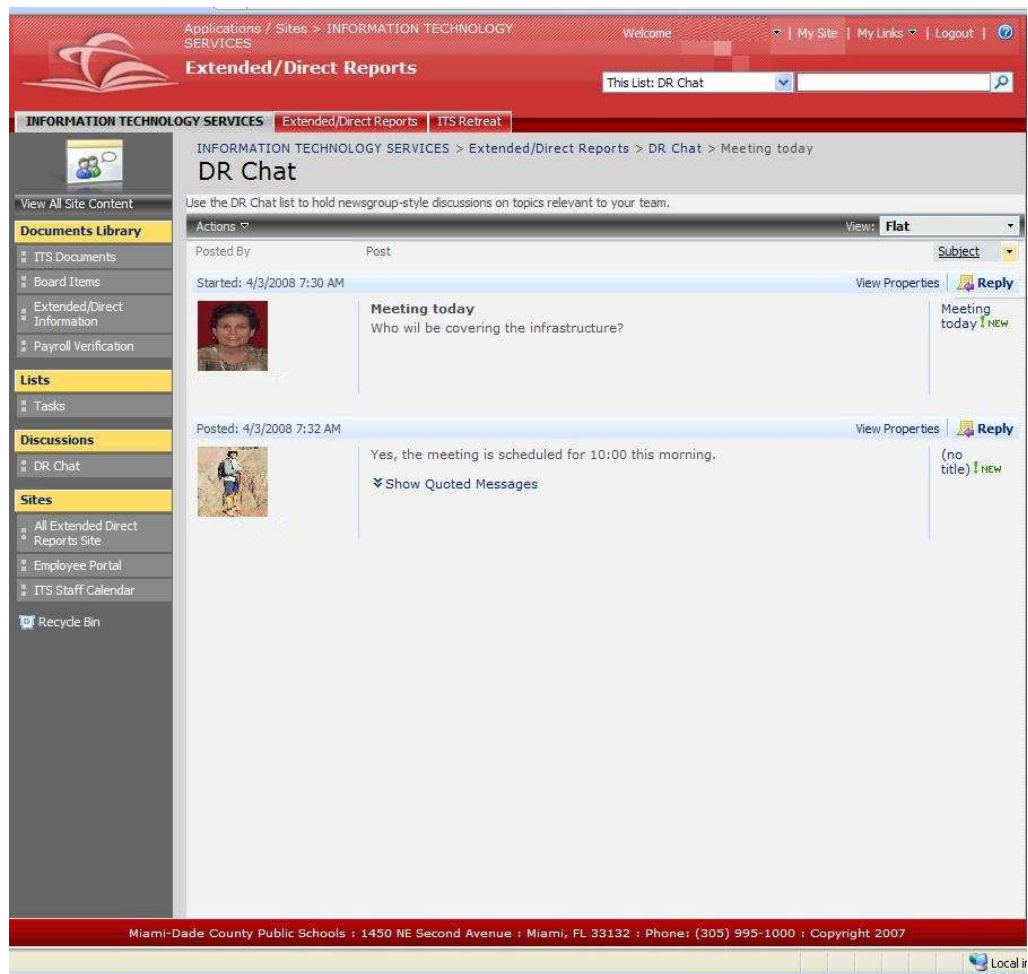 Applications / Sites > INFORMATION TECHNOLOGY
SERVICES
Welcome | My Site | My Links | Logout |
Extended/Direct Reports
This List: DR Chat
INFORMATION TECHNOLOGY SERVICES Extended/Direct Reports ITS Retreat
INFORMATION TECHNOLOGY SERVICES > Extended/Direct Reports > DR Chat > Meeting today
DR Chat
View All Site Content
Use the DR Chat list to hold newsgroup-style discussions on topics relevant to your team.
Documents Library
ITS Documents
Board Items
Extended/Direct
Information
Payroll Verification
Lists
Tasks
Discussions
DR Chat
Sites
All Extended Direct
Reports Site
Employee Portal
ITS Staff Calendar
Recycle Bin
Actions View: Flat
Posted By Post Subject
Started: 4/3/2008 7:30 AM View Properties Reply
Meeting today
Who wil be covering the infrastructure?
Meeting
today ! NEW
Posted: 4/3/2008 7:32 AM View Properties Reply
Yes, the meeting is scheduled for 10:00 this morning.
Show Quoted Messages
(no
title) ! NEW
Miami-Dade County Public Schools : 1450 NE Second Avenue : Miami, FL 33132 : Phone: (305) 995-1000 : Copyright 2007
Local